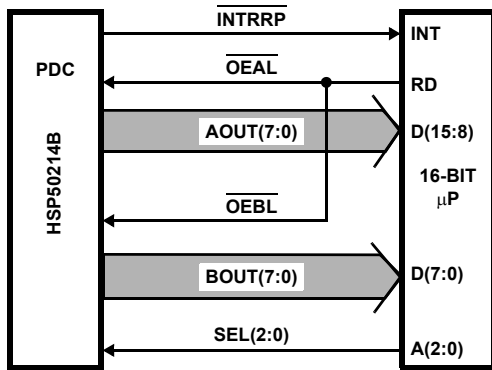 INTRRP
INT
PDC
OEAL
RD
AOUT(7:0)
D(15:8)
HSP50214B
16-BIT
μP
OEBL
BOUT(7:0)
D(7:0)
SEL(2:0)
A(2:0)